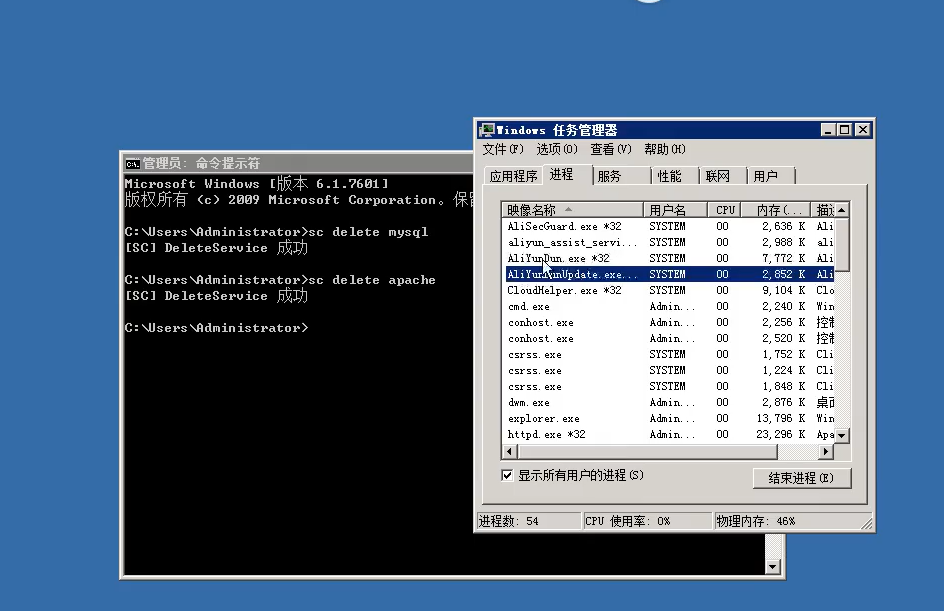 管理员: 命令提示符
Microsoft Windows [版本 6.1.7601]
版权所有 (c) 2009 Microsoft Corporation。保
C:\Users\Administrator>sc delete mysql
[SC] DeleteService 成功
C:\Users\Administrator>sc delete apache
[SC] DeleteService 成功
C:\Users\Administrator>
Windows 任务管理器
文件(F) 选项(O) 查看(V) 帮助(H)
应用程序 进程 服务 性能 联网 用户
映像名称 用户名 CPU 内存(... 描述
AliSecGuard.exe *32 SYSTEM 00 2,636 K Ali
aliyun_assist_servi... SYSTEM 00 2,988 K ali
AliYunDun.exe *32 SYSTEM 00 7,772 K Ali
AliYunDunUpdate.exe... SYSTEM 00 2,852 K Ali
CloudHelper.exe *32 SYSTEM 00 9,104 K Clo
cmd.exe Admin... 00 2,240 K Win
conhost.exe Admin... 00 2,256 K 控制
conhost.exe Admin... 00 2,520 K 控制
csrss.exe SYSTEM 00 1,752 K Cli
csrss.exe SYSTEM 00 1,224 K Cli
csrss.exe SYSTEM 00 1,848 K Cli
dwm.exe Admin... 00 2,876 K 桌面
explorer.exe Admin... 00 13,796 K Win
httpd.exe *32 Admin... 00 23,296 K Apa
显示所有用户的进程(S)
结束进程(E)
进程数: 54 CPU 使用率: 0% 物理内存: 46%